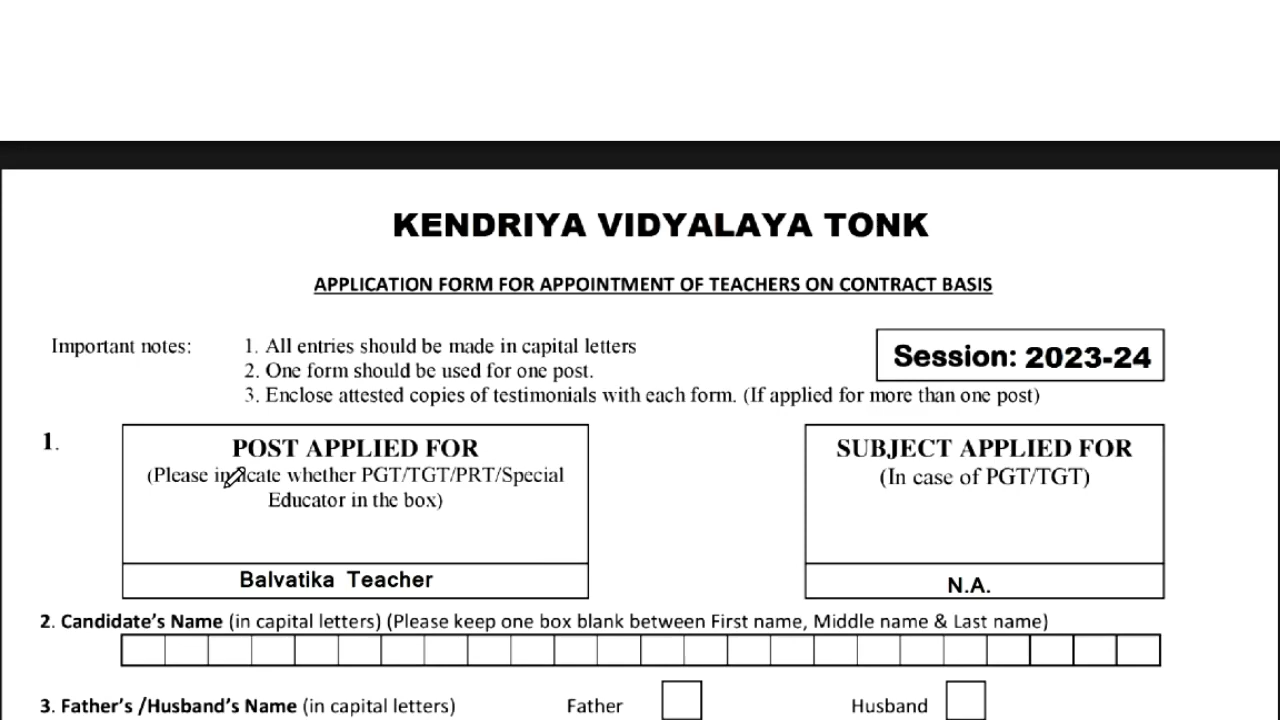 KENDRIYA VIDYALAYA TONK
APPLICATION FORM FOR APPOINTMENT OF TEACHERS ON CONTRACT BASIS
Important notes: 1. All entries should be made in capital letters
2. One form should be used for one post.
Session: 2023-24
3. Enclose attested copies of testimonials with each form. (If applied for more than one post)
1.
POST APPLIED FOR
(Please indicate whether PGT/TGT/PRT/Special
Educator in the box)
Balvatika Teacher
SUBJECT APPLIED FOR
(In case of PGT/TGT)
N.A.
2. Candidate's Name (in capital letters) (Please keep one box blank between First name, Middle name & Last name)
3. Father's /Husband's Name (in capital letters) Father Husband